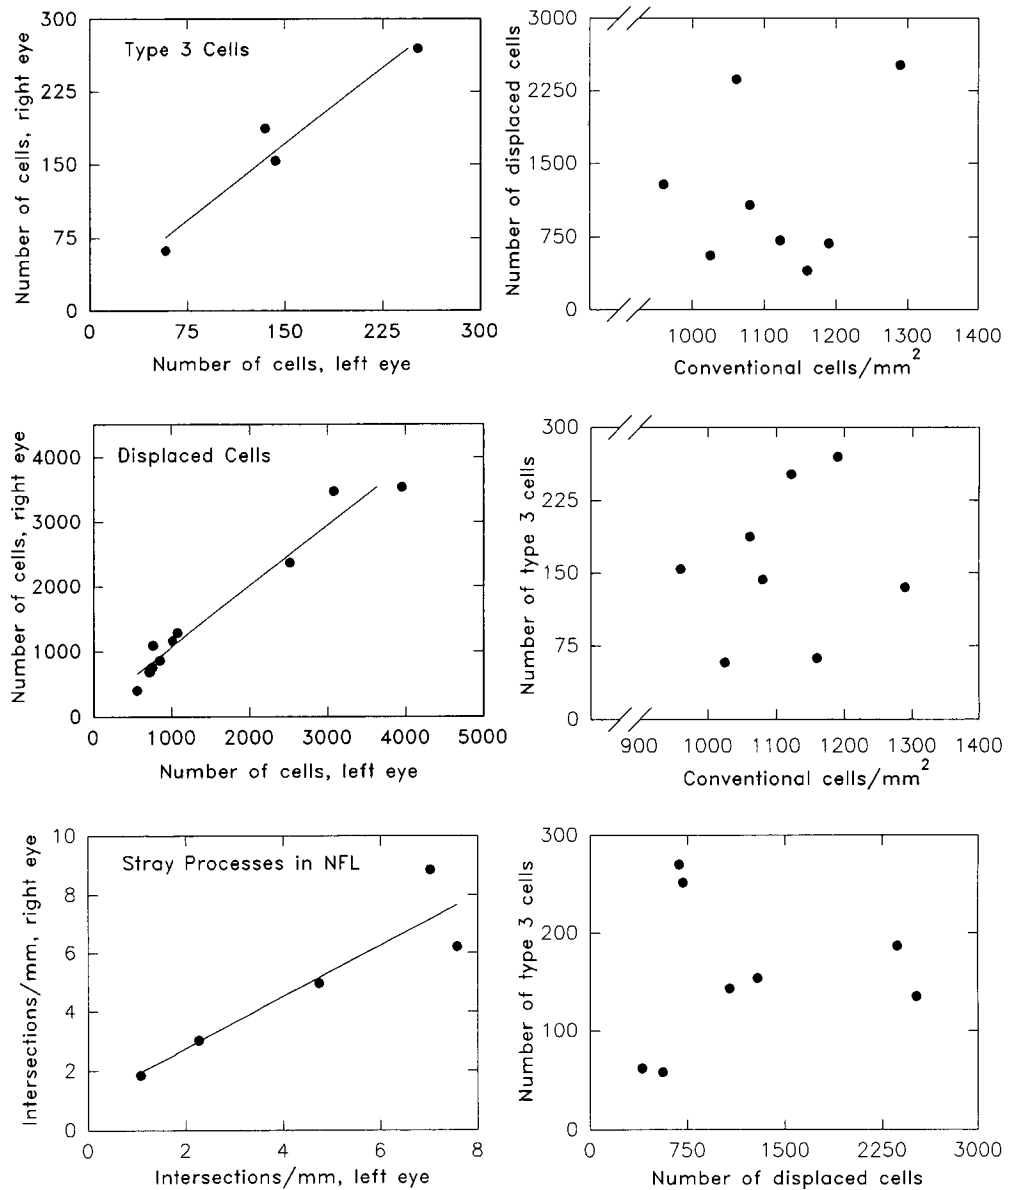 Type 3 Cells
Number of cells, right eye
300
225
150
75
0
0 75 150 225 300
Number of cells, left eye
Number of displaced cells
3000
2250
1500
750
0
1000 1100 1200 1300 1400
Conventional cells/mm2
Displaced Cells
Number of cells, right eye
4000
3000
2000
1000
0
0 1000 2000 3000 4000 5000
Number of cells, left eye
Number of type 3 cells
300
225
150
75
0
900 1000 1100 1200 1300 1400
Conventional cells/mm2
Stray Processes in NFL
Intersections/mm, right eye
10
8
6
4
2
0
0 2 4 6 8
Intersections/mm, left eye
Number of type 3 cells
300
200
100
0
0 750 1500 2250 3000
Number of displaced cells